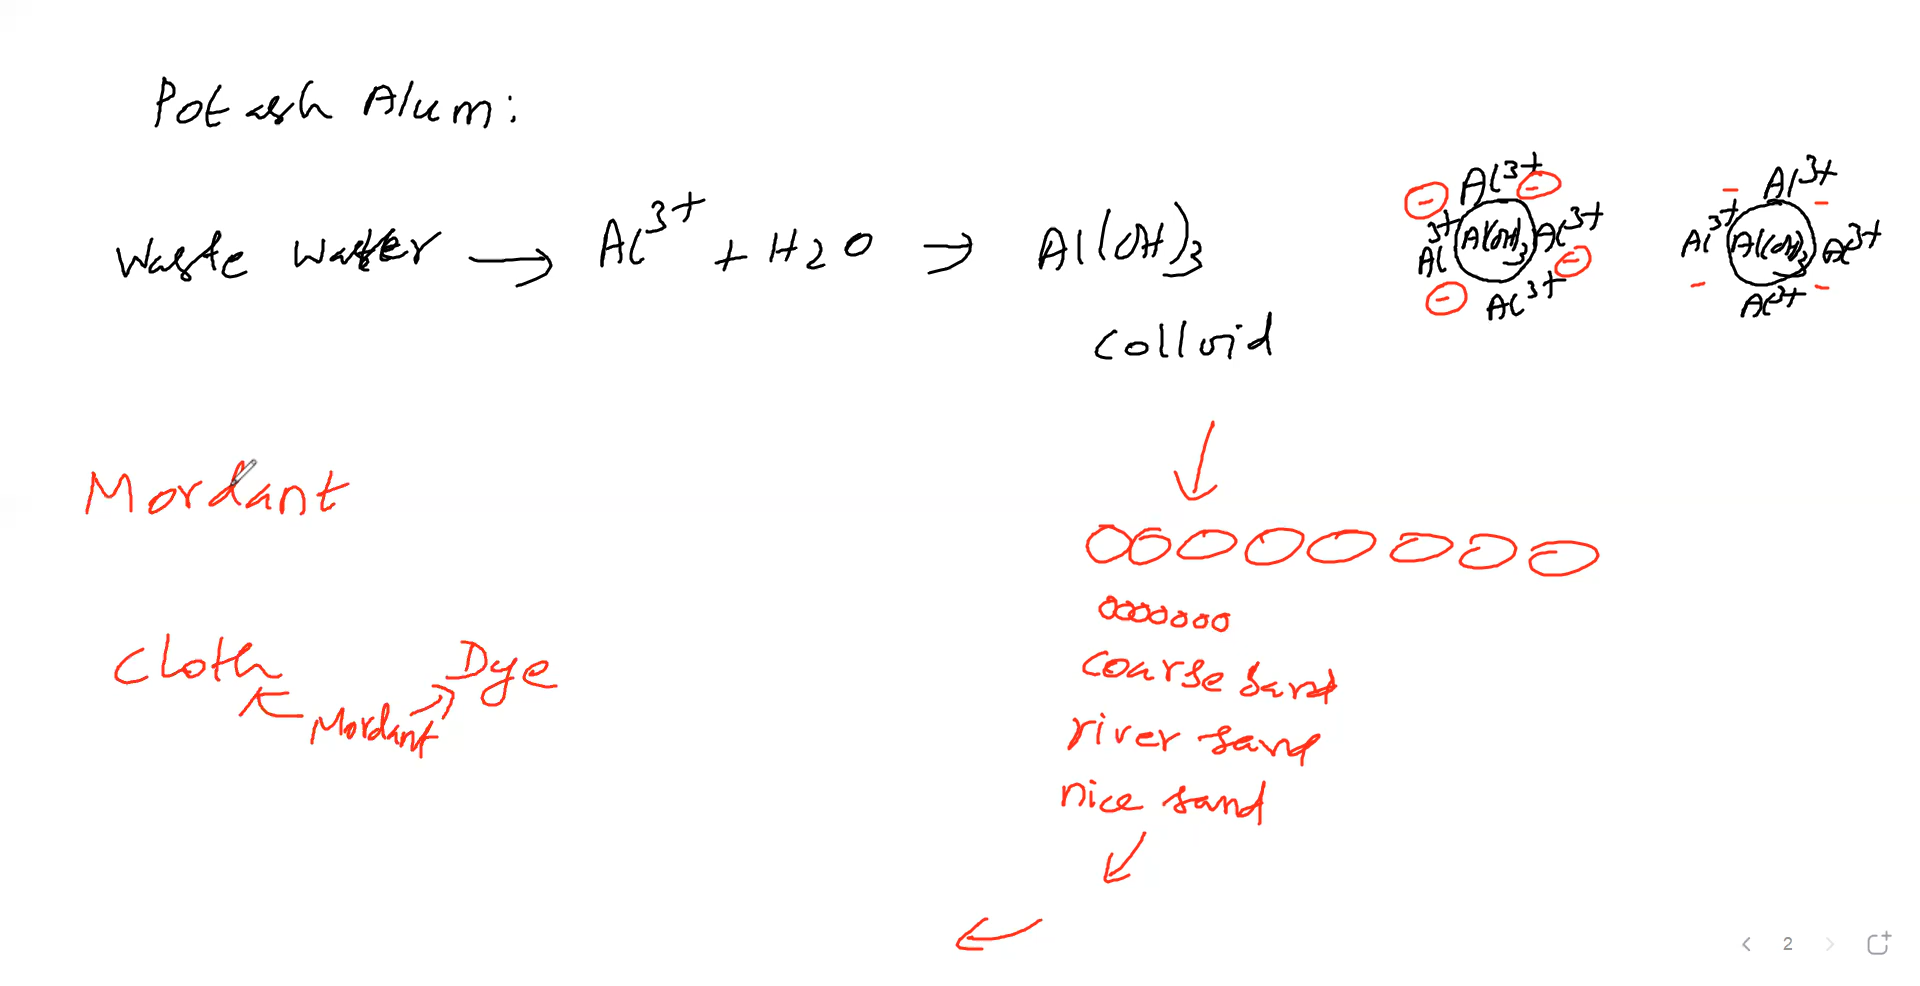 Potash Alum:
Waste Water → Al³⁺ + H2O → Al(OH)3
Colloid
Al³⁺
Al³⁺ Al(OH)3 Al³⁺
Al³⁺
Al³⁺
Al³⁺ Al(OH)3 Al³⁺
Al³⁺
Mordant
Cloth Dye
Mordant
coarse sand
river sand
nice sand
2